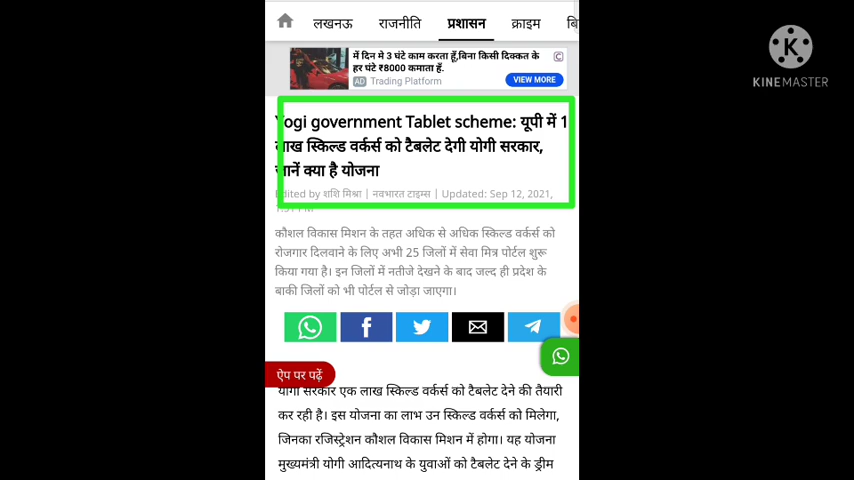 लखनऊ राजनीति प्रशासन क्राइम
में दिन मे 3 घंटे काम करता हूँ,बिना किसी दिक्कत के
हर घंटे ₹8000 कमाता हूँ.
AD Trading Platform
VIEW MORE
K
KINEMASTER
Yogi government Tablet scheme: यूपी में 1
लाख स्किल्ड वर्कर्स को टैबलेट देगी योगी सरकार,
जानें क्या है योजना
Edited by शशि मिश्रा | नवभारत टाइम्स | Updated: Sep 12, 2021,
कौशल विकास मिशन के तहत अधिक से अधिक स्किल्ड वर्कर्स को
रोजगार दिलवाने के लिए अभी 25 जिलों में सेवा मित्र पोर्टल शुरू
किया गया है। इन जिलों में नतीजे देखने के बाद जल्द ही प्रदेश के
बाकी जिलों को भी पोर्टल से जोड़ा जाएगा।
ऐप पर पढ़ें
योगी सरकार एक लाख स्किल्ड वर्कर्स को टैबलेट देने की तैयारी
कर रही है। इस योजना का लाभ उन स्किल्ड वर्कर्स को मिलेगा,
जिनका रजिस्ट्रेशन कौशल विकास मिशन में होगा। यह योजना
मुख्यमंत्री योगी आदित्यनाथ के युवाओं को टैबलेट देने के ड्रीम